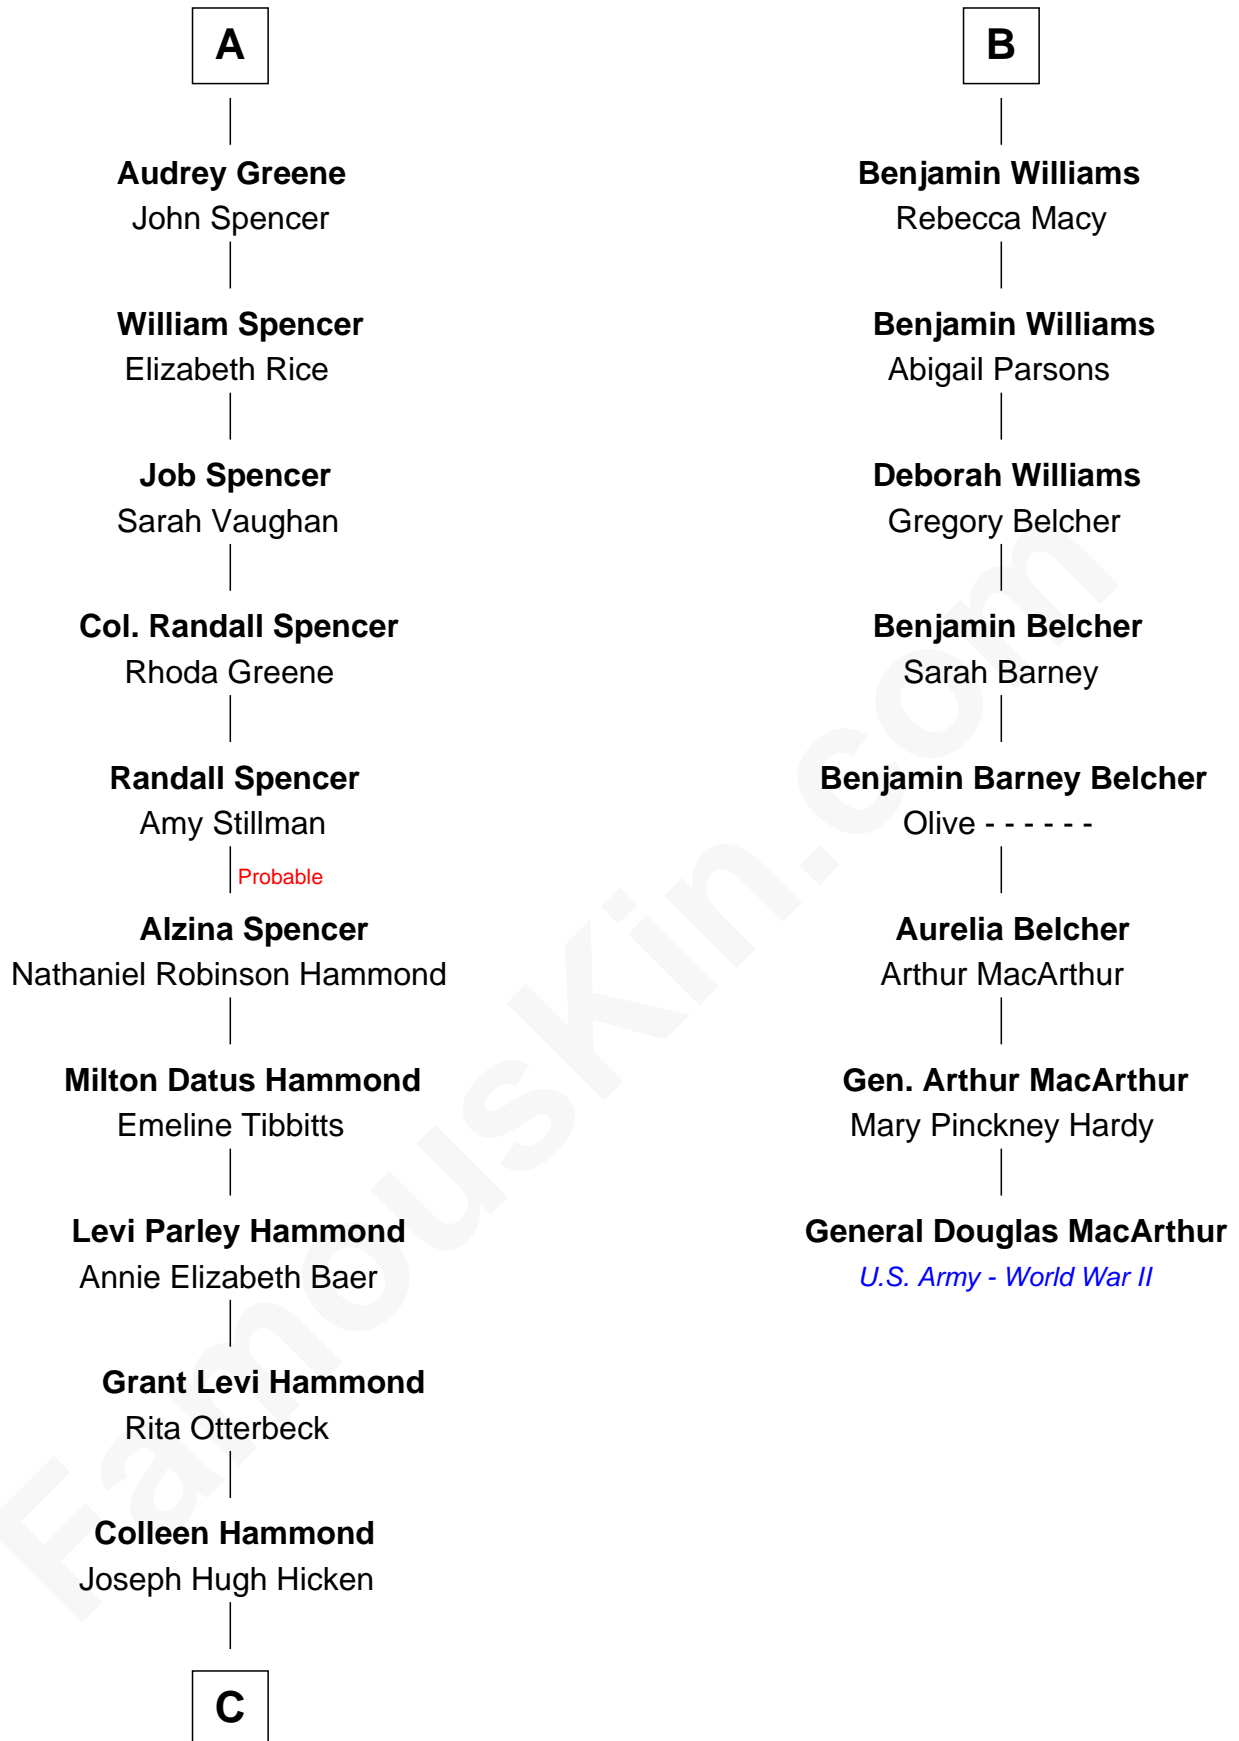 A
Audrey Greene
John Spencer
William Spencer
Elizabeth Rice
Job Spencer
Sarah Vaughan
Col. Randall Spencer
Rhoda Greene
Randall Spencer
Amy Stillman
Probable
Alzina Spencer
Nathaniel Robinson Hammond
Milton Datus Hammond
Emeline Tibbitts
Levi Parley Hammond
Annie Elizabeth Baer
Grant Levi Hammond
Rita Otterbeck
Colleen Hammond
Joseph Hugh Hicken
C
B
Benjamin Williams
Rebecca Macy
Benjamin Williams
Abigail Parsons
Deborah Williams
Gregory Belcher
Benjamin Belcher
Sarah Barney
Benjamin Barney Belcher
Olive - - - - - -
Aurelia Belcher
Arthur MacArthur
Gen. Arthur MacArthur
Mary Pinckney Hardy
General Douglas MacArthur
U.S. Army - World War II
FamousKin.com